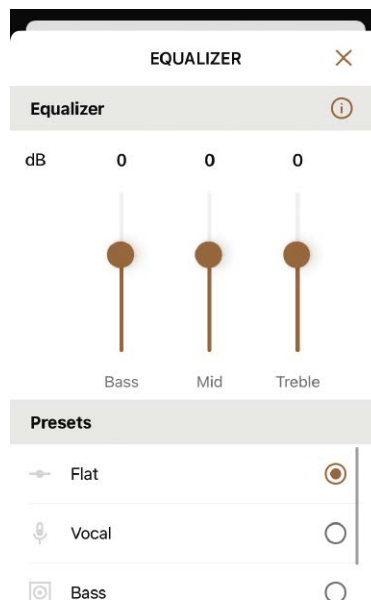 EQUALIZER
Equalizer
dB 0 0 0
Bass Mid Treble
Presets
Flat
Vocal
Bass